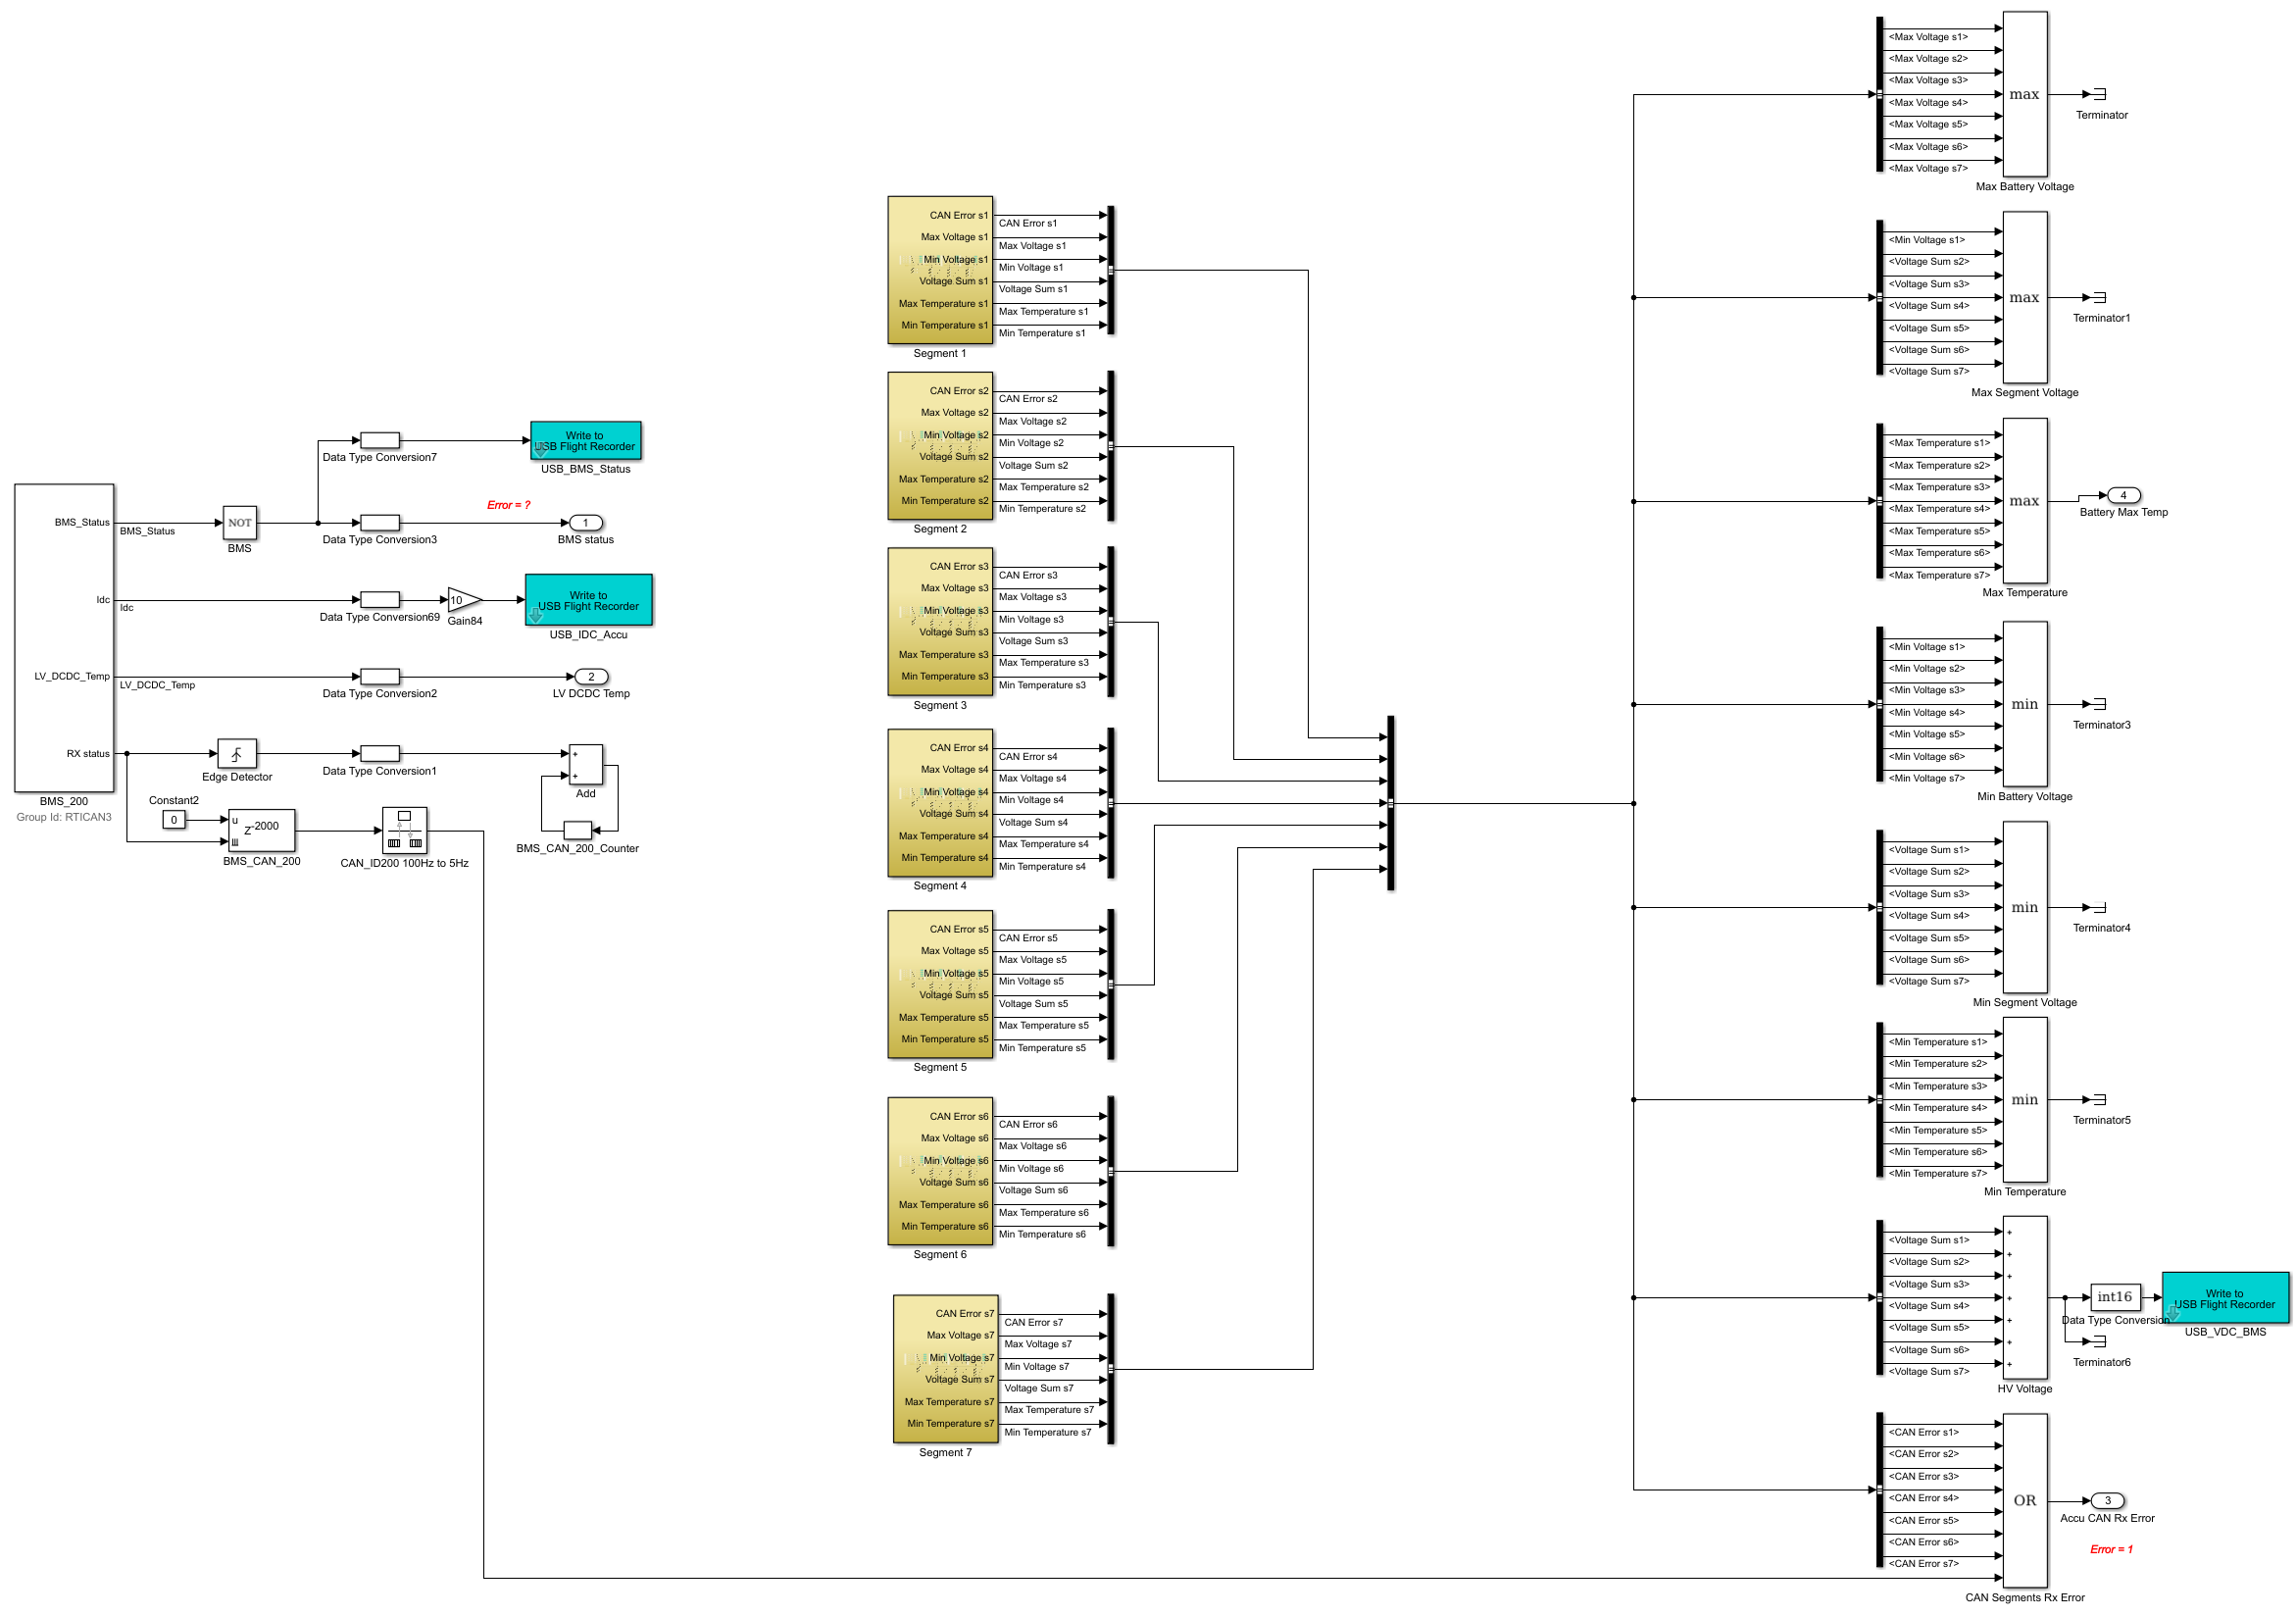 BMS_Status
Idc
LV_DCDC_Temp
RX status
BMS_200
Group Id: RTICAN3
BMS_Status
Idc
LV_DCDC_Temp
NOT
BMS
Data Type Conversion7
Write to
USB Flight Recorder
USB_BMS_Status
Error = ?
Data Type Conversion3
1
BMS status
Data Type Conversion69
10
Gain84
Write to
USB Flight Recorder
USB_IDC_Accu
Data Type Conversion2
2
LV DCDC Temp
Edge Detector
Data Type Conversion1
+
+
Add
BMS_CAN_200_Counter
Constant2
0
u
Z-2000
BMS_CAN_200
CAN_ID200 100Hz to 5Hz
CAN Error s1
Max Voltage s1
Min Voltage s1
Voltage Sum s1
Max Temperature s1
Min Temperature s1
Segment 1
CAN Error s1
Max Voltage s1
Min Voltage s1
Voltage Sum s1
Max Temperature s1
Min Temperature s1
CAN Error s2
Max Voltage s2
Min Voltage s2
Voltage Sum s2
Max Temperature s2
Min Temperature s2
Segment 2
CAN Error s2
Max Voltage s2
Min Voltage s2
Voltage Sum s2
Max Temperature s2
Min Temperature s2
CAN Error s3
Max Voltage s3
Min Voltage s3
Voltage Sum s3
Max Temperature s3
Min Temperature s3
Segment 3
CAN Error s3
Max Voltage s3
Min Voltage s3
Voltage Sum s3
Max Temperature s3
Min Temperature s3
CAN Error s4
Max Voltage s4
Min Voltage s4
Voltage Sum s4
Max Temperature s4
Min Temperature s4
Segment 4
CAN Error s4
Max Voltage s4
Min Voltage s4
Voltage Sum s4
Max Temperature s4
Min Temperature s4
CAN Error s5
Max Voltage s5
Min Voltage s5
Voltage Sum s5
Max Temperature s5
Min Temperature s5
Segment 5
CAN Error s5
Max Voltage s5
Min Voltage s5
Voltage Sum s5
Max Temperature s5
Min Temperature s5
CAN Error s6
Max Voltage s6
Min Voltage s6
Voltage Sum s6
Max Temperature s6
Min Temperature s6
Segment 6
CAN Error s6
Max Voltage s6
Min Voltage s6
Voltage Sum s6
Max Temperature s6
Min Temperature s6
CAN Error s7
Max Voltage s7
Min Voltage s7
Voltage Sum s7
Max Temperature s7
Min Temperature s7
Segment 7
CAN Error s7
Max Voltage s7
Min Voltage s7
Voltage Sum s7
Max Temperature s7
Min Temperature s7
<Max Voltage s1>
<Max Voltage s2>
<Max Voltage s3>
<Max Voltage s4>
<Max Voltage s5>
<Max Voltage s6>
<Max Voltage s7>
max
Max Battery Voltage
Terminator
<Min Voltage s1>
<Voltage Sum s2>
<Voltage Sum s3>
<Voltage Sum s4>
<Voltage Sum s5>
<Voltage Sum s6>
<Voltage Sum s7>
max
Max Segment Voltage
Terminator1
<Max Temperature s1>
<Max Temperature s2>
<Max Temperature s3>
<Max Temperature s4>
<Max Temperature s5>
<Max Temperature s6>
<Max Temperature s7>
max
Max Temperature
4
Battery Max Temp
<Min Voltage s1>
<Min Voltage s2>
<Min Voltage s3>
<Min Voltage s4>
<Min Voltage s5>
<Min Voltage s6>
<Min Voltage s7>
min
Min Battery Voltage
Terminator3
<Voltage Sum s1>
<Voltage Sum s2>
<Voltage Sum s3>
<Voltage Sum s4>
<Voltage Sum s5>
<Voltage Sum s6>
<Voltage Sum s7>
min
Min Segment Voltage
Terminator4
<Min Temperature s1>
<Min Temperature s2>
<Min Temperature s3>
<Min Temperature s4>
<Min Temperature s5>
<Min Temperature s6>
<Min Temperature s7>
min
Min Temperature
Terminator5
<Voltage Sum s1>
<Voltage Sum s2>
<Voltage Sum s3>
<Voltage Sum s4>
<Voltage Sum s5>
<Voltage Sum s6>
<Voltage Sum s7>
+
+
+
+
+
+
+
HV Voltage
int16
Data Type Conversion
Write to
USB Flight Recorder
USB_VDC_BMS
Terminator6
<CAN Error s1>
<CAN Error s2>
<CAN Error s3>
<CAN Error s4>
<CAN Error s5>
<CAN Error s6>
<CAN Error s7>
OR
CAN Segments Rx Error
3
Accu CAN Rx Error
Error = 1